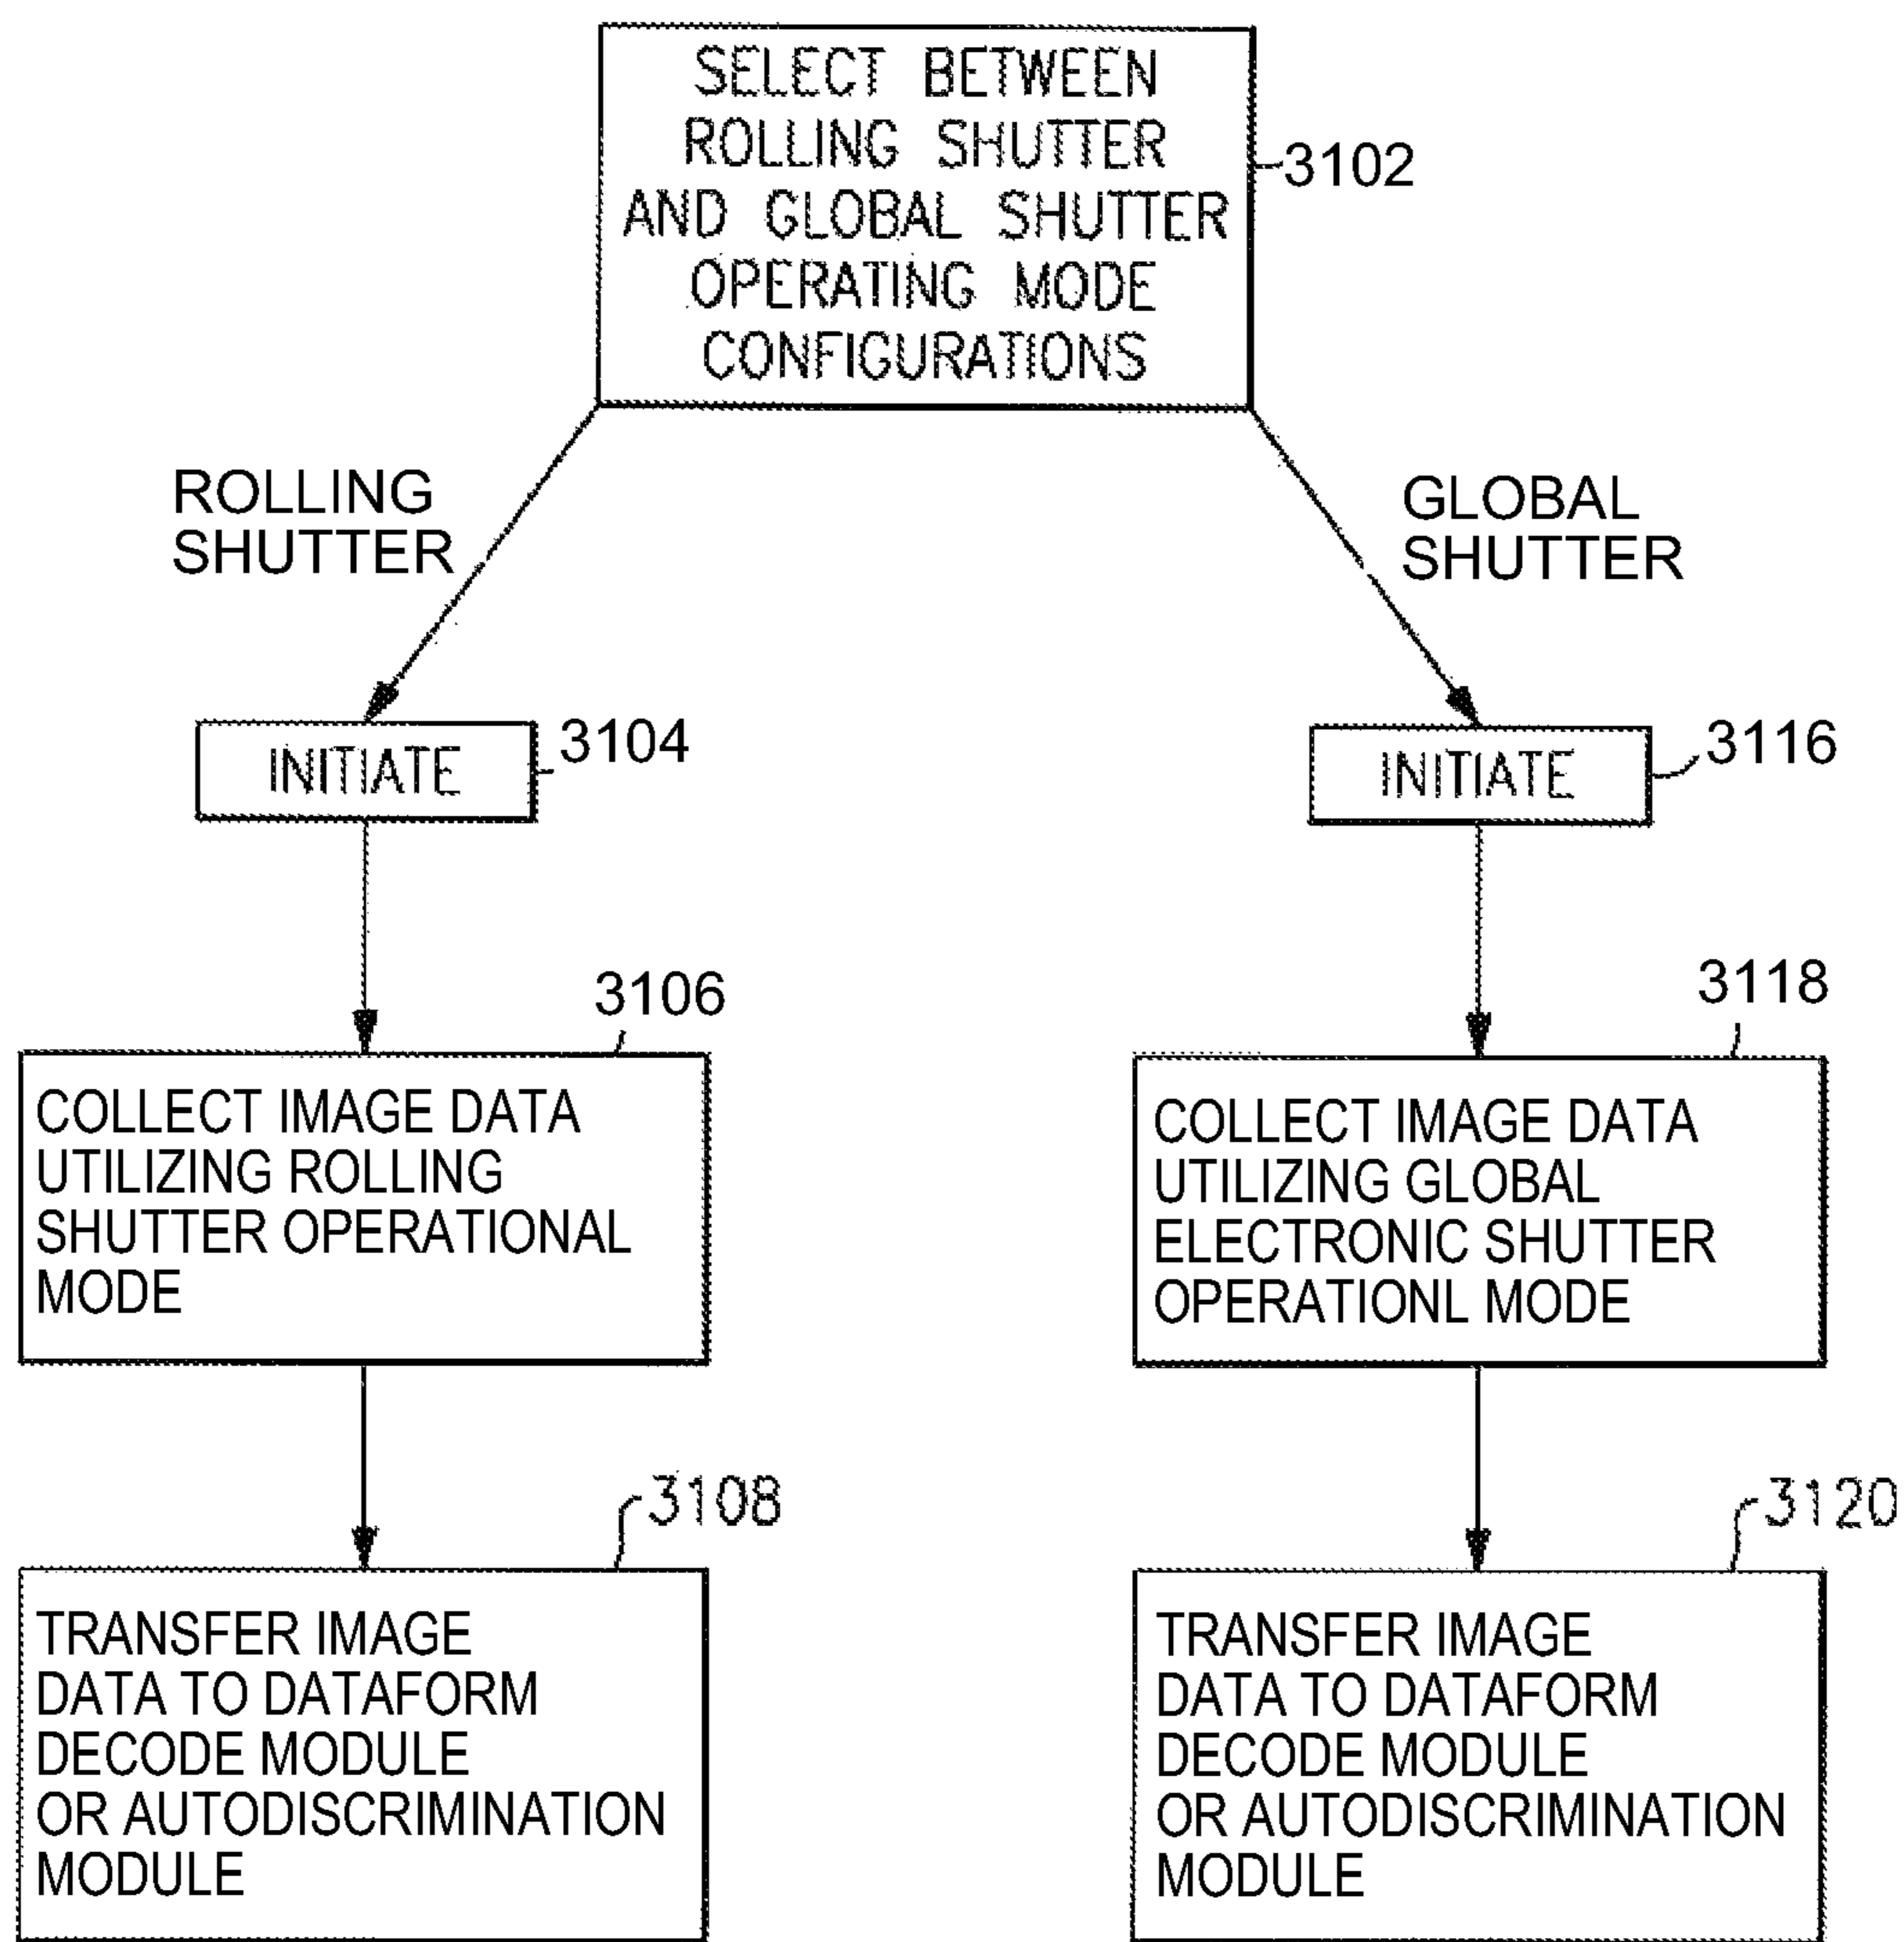 SELECT BETWEEN
ROLLING SHUTTER
AND GLOBAL SHUTTER
OPERATING MODE
CONFIGURATIONS
3102
ROLLING
SHUTTER
GLOBAL
SHUTTER
INITIATE
3104
INITIATE
3116
3106
COLLECT IMAGE DATA
UTILIZING ROLLING
SHUTTER OPERATIONAL
MODE
3118
COLLECT IMAGE DATA
UTILIZING GLOBAL
ELECTRONIC SHUTTER
OPERATIONL MODE
3108
TRANSFER IMAGE
DATA TO DATAFORM
DECODE MODULE
OR AUTODISCRIMINATION
MODULE
3120
TRANSFER IMAGE
DATA TO DATAFORM
DECODE MODULE
OR AUTODISCRIMINATION
MODULE